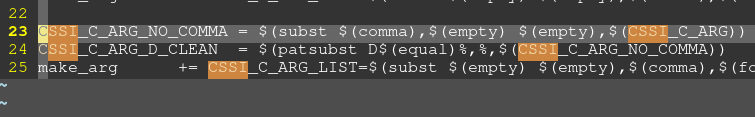 22
23 CSSI_C_ARG_NO_COMMA = $(subst $(comma),$(empty) $(empty),$(CSSI_C_ARG))
24 CSSI_C_ARG_D_CLEAN = $(patsubst D$(equal)%,%,$(CSSI_C_ARG_NO_COMMA))
25 make_arg += CSSI_C_ARG_LIST=$(subst $(empty) $(empty),$(comma),$(fo
~
~